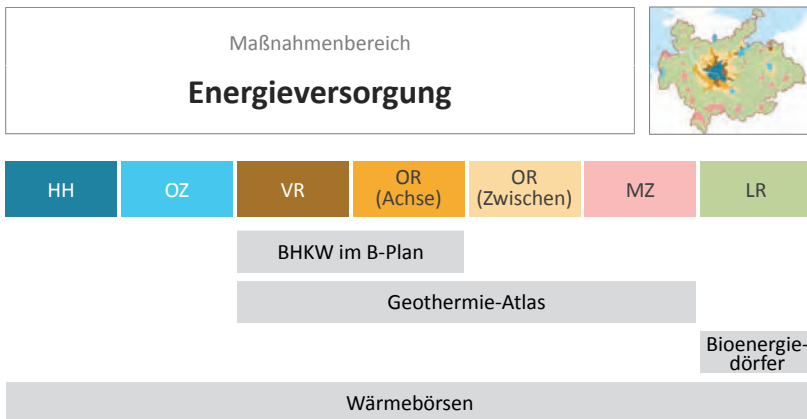 Maßnahmenbereich
Energieversorgung
HH
OZ
VR
OR
(Achse)
OR
(Zwischen)
MZ
LR
BHKW im B-Plan
Geothermie-Atlas
Bioenergie-
dörfer
Wärmebörsen